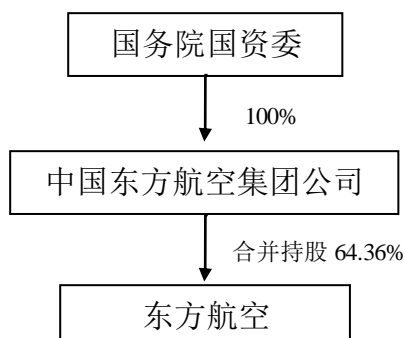 国务院国资委
100%
中国东方航空集团公司
合并持股 64.36%
东方航空